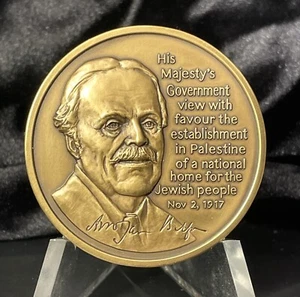 His
Majesty's
Government
view with
favour the
establishment
in Palestine
of a national
home for the
Jewish people
Nov 2, 1917